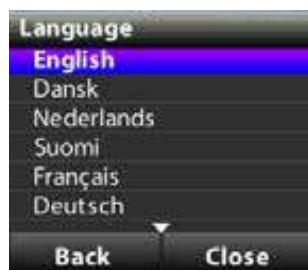 Language
English
Dansk
Nederlands
Suomi
Français
Deutsch
Back Close